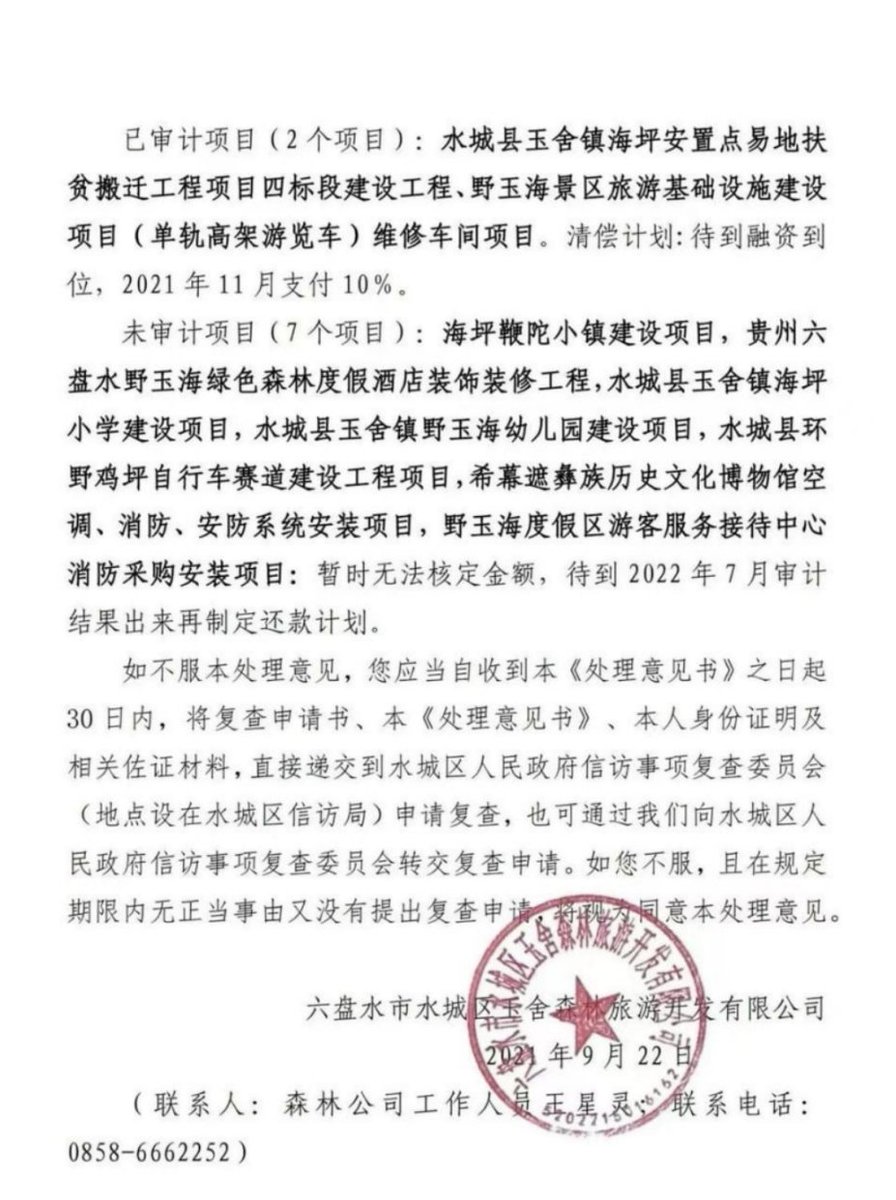 已审计项目（2个项目）：水城县玉舍镇海坪安置点易地扶
贫搬迁工程项目四标段建设工程、野玉海景区旅游基础设施建设
项目（单轨高架游览车）维修车间项目。清偿计划：待到融资到
位，2021年11月支付10%。
未审计项目（7个项目）：海坪鞭陀小镇建设项目，贵州六
盘水野玉海绿色森林度假酒店装饰装修工程，水城县玉舍镇海坪
小学建设项目，水城县玉舍镇野玉海幼儿园建设项目，水城县环
野鸡坪自行车赛道建设工程项目，希幕遮彝族历史文化博物馆空
调、消防、安防系统安装项目，野玉海度假区游客服务接待中心
消防采购安装项目：暂时无法核定金额，待到2022年7月审计
结果出来再制定还款计划。
如不服本处理意见，您应当自收到本《处理意见书》之日起
30日内，将复查申请书、本《处理意见书》、本人身份证明及
相关佐证材料，直接递交到水城区人民政府信访事项复查委员会
（地点设在水城区信访局）申请复查，也可通过我们向水城区人
民政府信访事项复查委员会转交复查申请。如您不服，且在规定
期限内无正当事由又没有提出复查申请，将视为同意本处理意见。
六盘水市水城区玉舍森林旅游开发有限公司
2021年9月22日
（联系人：森林公司工作人员王星灵；联系电话：
0858-6662252）
六盘水市水城区玉舍森林旅游开发有限公司